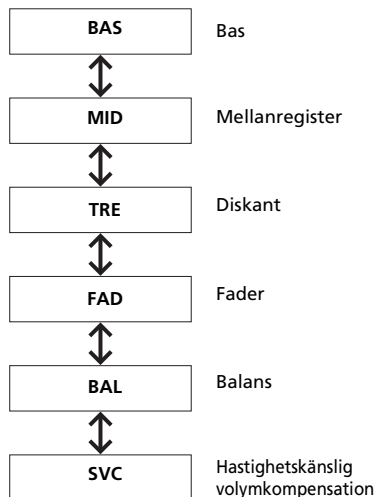 BAS Bas
MID Mellanregister
TRE Diskant
FAD Fader
BAL Balans
SVC Hastighetskänslig
volymkompensation